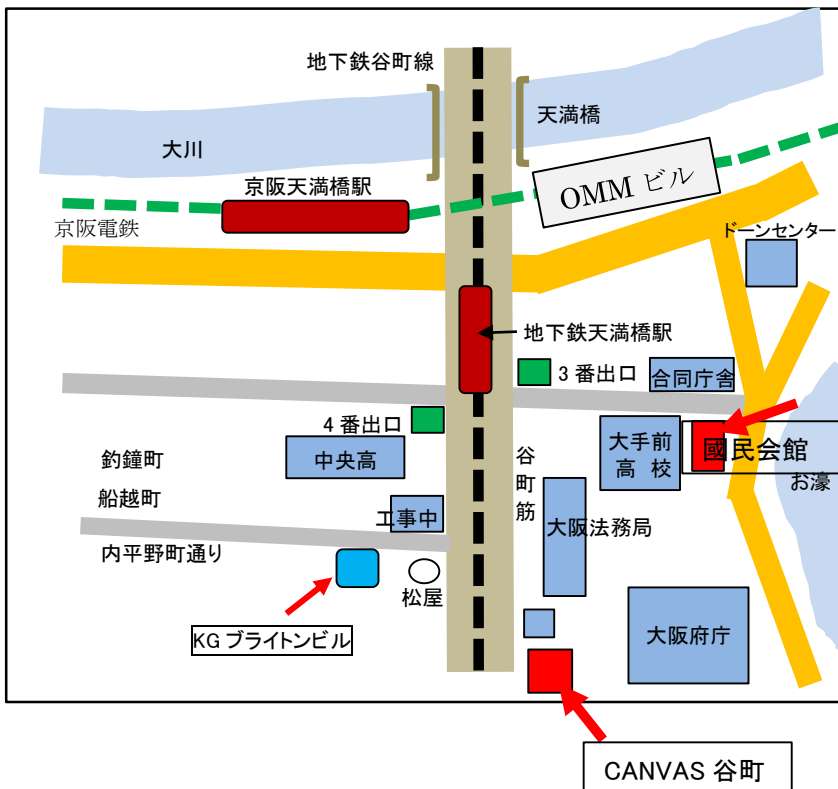 地下鉄谷町線
天満橋
大川
京阪天満橋駅
OMM ビル
京阪電鉄
ドーンセンター
地下鉄天満橋駅
3 番出口
合同庁舎
4 番出口
中央高
谷町筋
大手前
高 校
國民会館
お濠
釣鐘町
船越町
工事中
大阪法務局
内平野町通り
松屋
KG ブライトンビル
大阪府庁
CANVAS 谷町